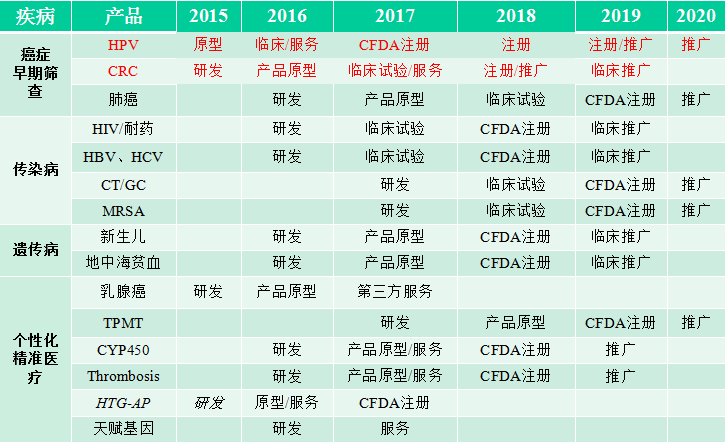 疾病 产品 2015 2016 2017 2018 2019 2020
癌症早期筛查 HPV 原型 临床/服务 CFDA注册 注册 注册/推广 推广
CRC 研发 产品原型 临床试验/服务 注册/推广 临床推广
肺癌 研发 产品原型 临床试验 CFDA注册 推广
传染病 HIV/耐药 研发 临床试验 CFDA注册 临床推广
HBV、HCV 研发 临床试验 CFDA注册 临床推广
CT/GC 研发 临床试验 CFDA注册 推广
MRSA 研发 临床试验 CFDA注册 推广
遗传病 新生儿 研发 产品原型 CFDA注册 临床推广
地中海贫血 研发 产品原型 CFDA注册 临床推广
个性化精准医疗 乳腺癌 研发 产品原型 第三方服务
TPMT 研发 产品原型 CFDA注册 推广
CYP450 研发 产品原型/服务 CFDA注册 推广
Thrombosis 研发 产品原型/服务 CFDA注册 推广
HTG-AP 研发 原型/服务 CFDA注册
天赋基因 研发 服务